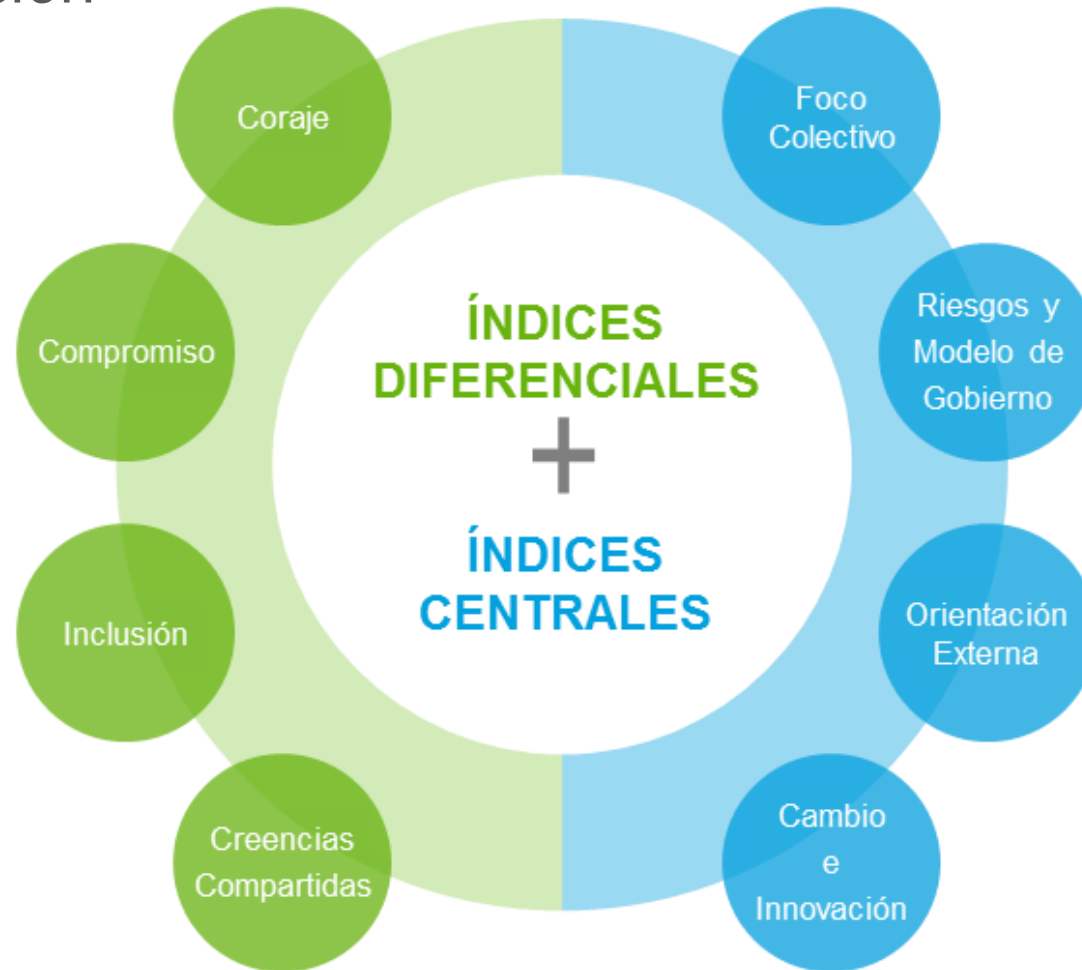 Coraje
Compromiso
Inclusión
Creencias
Compartidas
ÍNDICES
DIFERENCIALES
+
ÍNDICES
CENTRALES
Foco
Colectivo
Riesgos y
Modelo de
Gobierno
Orientación
Externa
Cambio
e
Innovación